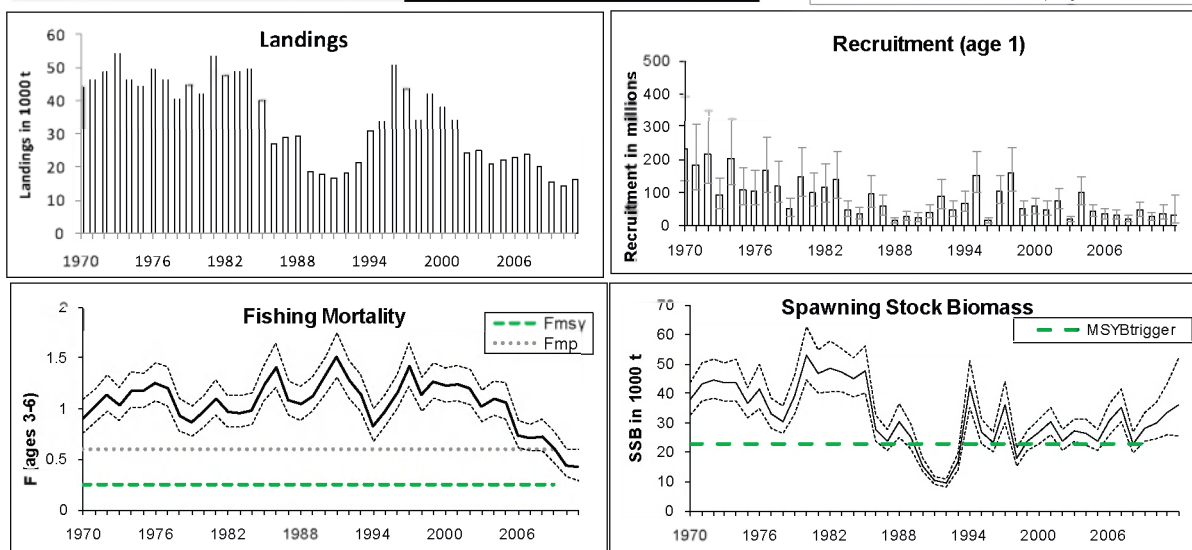 Landings
Landings in 1000 t
60
50
40
30
20
10
0
1970 1976 1982 1988 1994 2000 2006
Recruitment (age 1)
Recruitment in millions
500
400
300
200
100
0
1970 1976 1982 1988 1994 2000 2006
Fishing Mortality
F (ages 3-6)
2
1.5
1
0.5
0
Fmsy
Fmp
1970 1976 1982 1988 1994 2000 2006
Spawning Stock Biomass
SSB in 1000 t
70
60
50
40
30
20
10
0
MSYBtrigger
1970 1976 1982 1988 1994 2000 2006